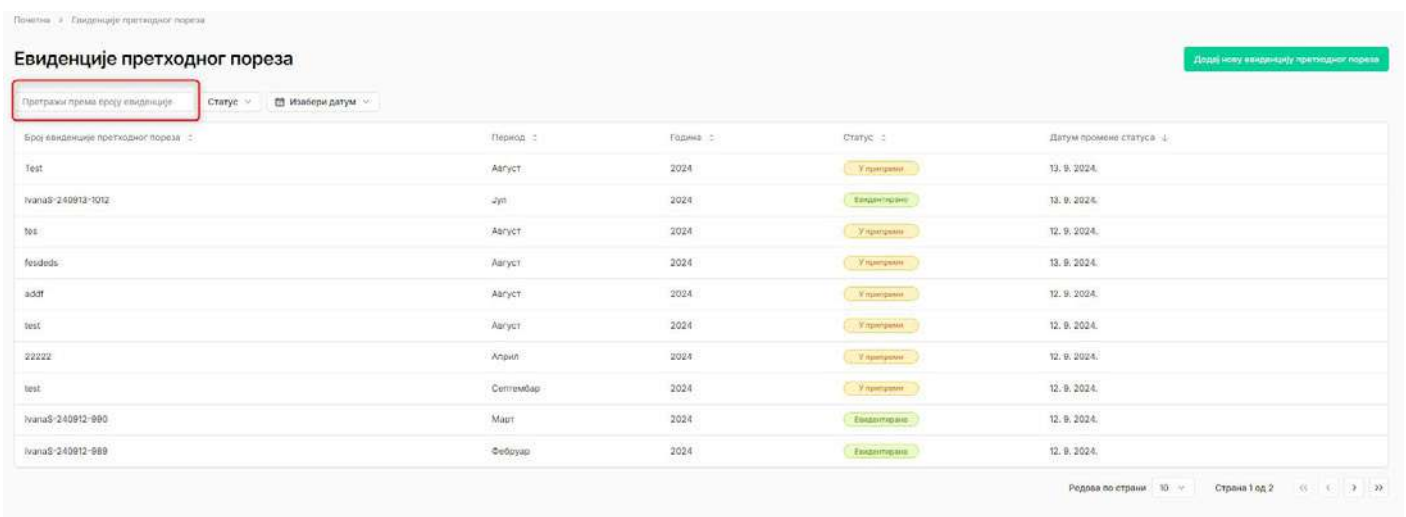 Почетна > Евиденције претходног пореза
Евиденције претходног пореза
Додај нову евиденцију претходног пореза
Претражи према броју евиденције Статус Изабери датум
Број евиденције претходног пореза Период Година Статус Датум промене статуса
Test Август 2024 У припреми 13. 9. 2024.
IvanaS-240913-1012 Јул 2024 Евидентирано 13. 9. 2024.
tes Август 2024 У припреми 12. 9. 2024.
fesdeds Август 2024 У припреми 13. 9. 2024.
addf Август 2024 У припреми 12. 9. 2024.
test Август 2024 У припреми 12. 9. 2024.
22222 Април 2024 У припреми 12. 9. 2024.
test Септембар 2024 У припреми 12. 9. 2024.
IvanaS-240912-990 Март 2024 Евидентирано 12. 9. 2024.
IvanaS-240912-989 Фебруар 2024 Евидентирано 12. 9. 2024.
Редова по страни 10 Страна 1 од 2